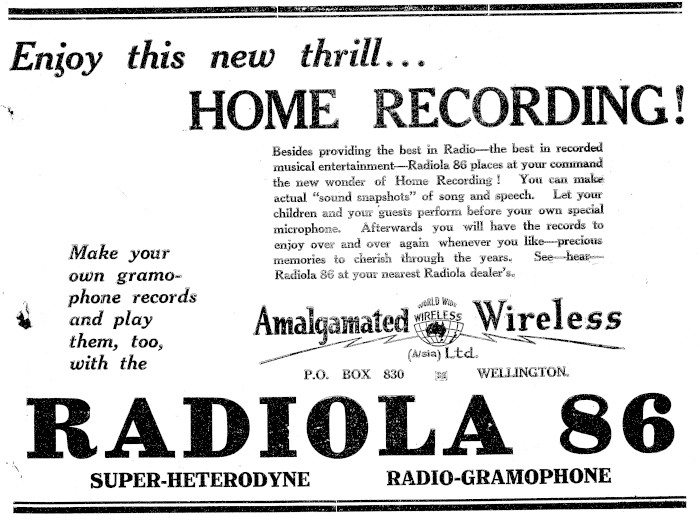 Enjoy this new thrill...
HOME RECORDING!
Besides providing the best in Radio—the best in recorded
musical entertainment—Radiola 86 places at your command
the new wonder of Home Recording! You can make
actual "sound snapshots" of song and speech. Let your
children and your guests perform before your own special
microphone. Afterwards you will have the records to
enjoy over and over again whenever you like—precious
memories to cherish through the years. See—hear—
Radiola 86 at your nearest Radiola dealer's.
Make your
own gramo-
phone records
and play
them, too,
with the
WORLD WIDE
WIRELESS
Amalgamated Wireless
(A/sia) Ltd.
P.O. BOX 830 WELLINGTON.
RADIOLA 86
SUPER-HETERODYNE RADIO-GRAMOPHONE